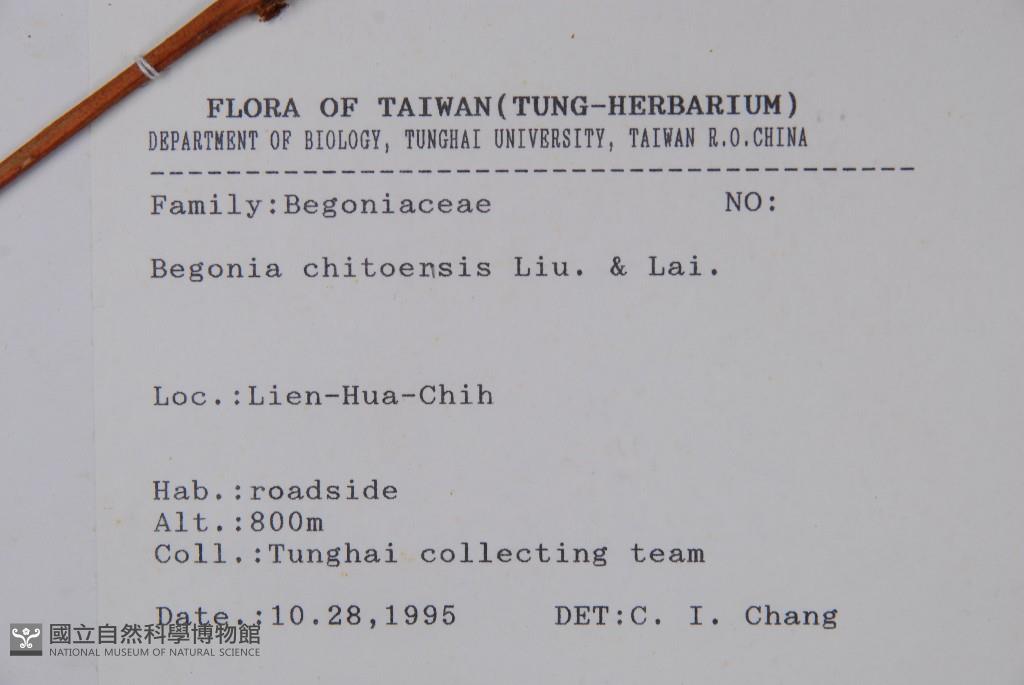 FLORA OF TAIWAN(TUNG-HERBARIUM)
DEPARTMENT OF BIOLOGY, TUNGHAI UNIVERSITY, TAIWAN R.O.CHINA
----------------------------------------
Family:Begoniaceae NO:
Begonia chitoensis Liu. & Lai.
Loc.:Lien-Hua-Chih
Hab.:roadside
Alt.:800m
Coll.:Tunghai collecting team
Date.:10.28,1995 DET:C. I. Chang
國立自然科學博物館
NATIONAL MUSEUM OF NATURAL SCIENCE